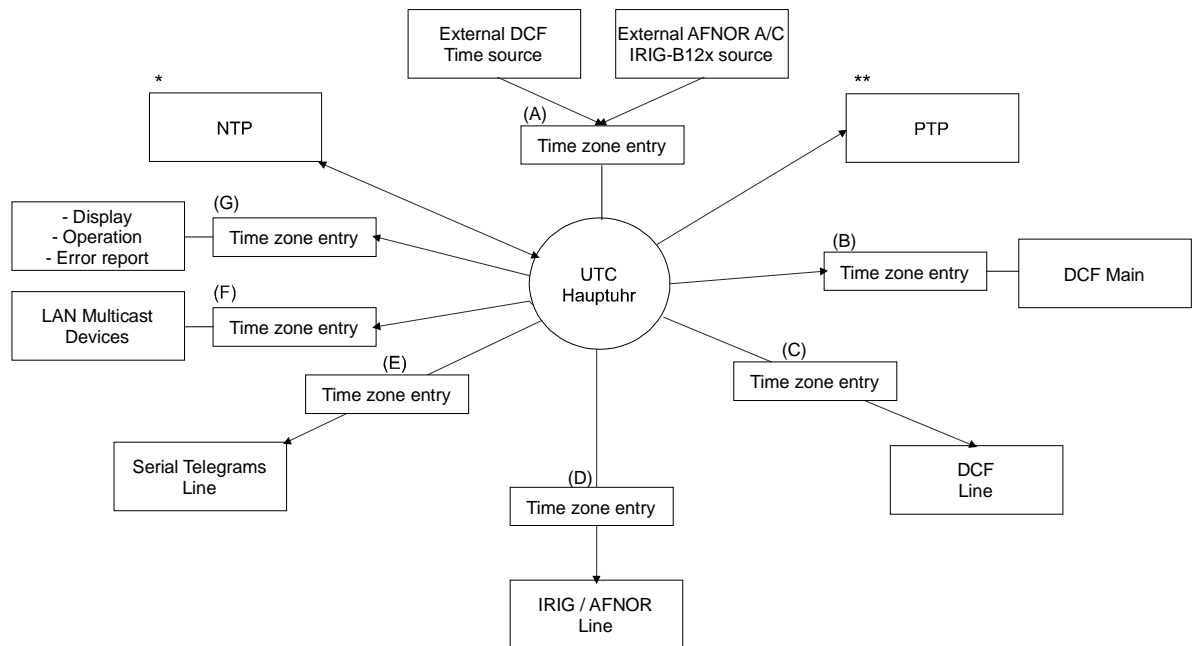 External DCF
Time source
External AFNOR A/C
IRIG-B12x source
*
NTP
**
PTP
(A)
Time zone entry
(G)
- Display
- Operation
- Error report
Time zone entry
UTC
Hauptuhr
(B)
Time zone entry
DCF Main
(F)
LAN Multicast
Devices
Time zone entry
(E)
Time zone entry
(C)
Time zone entry
Serial Telegrams
Line
DCF
Line
(D)
Time zone entry
IRIG / AFNOR
Line